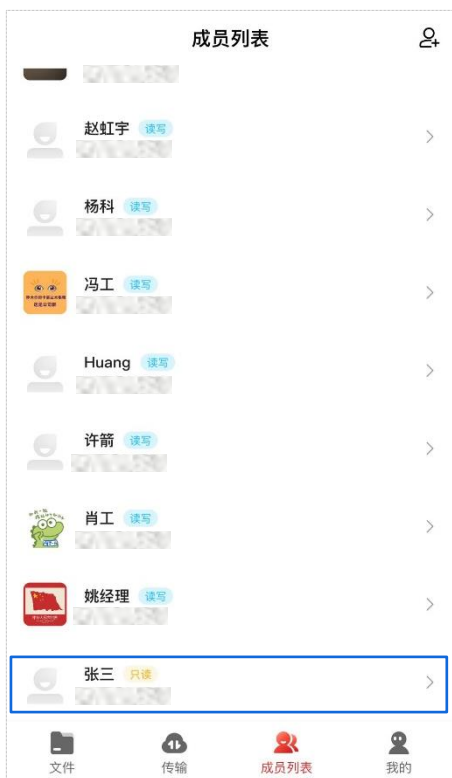 成员列表
赵虹宇 读写
杨科 读写
冯工 读写
Huang 读写
许箭 读写
肖工 读写
姚经理 读写
张三 只读
文件 传输 成员列表 我的